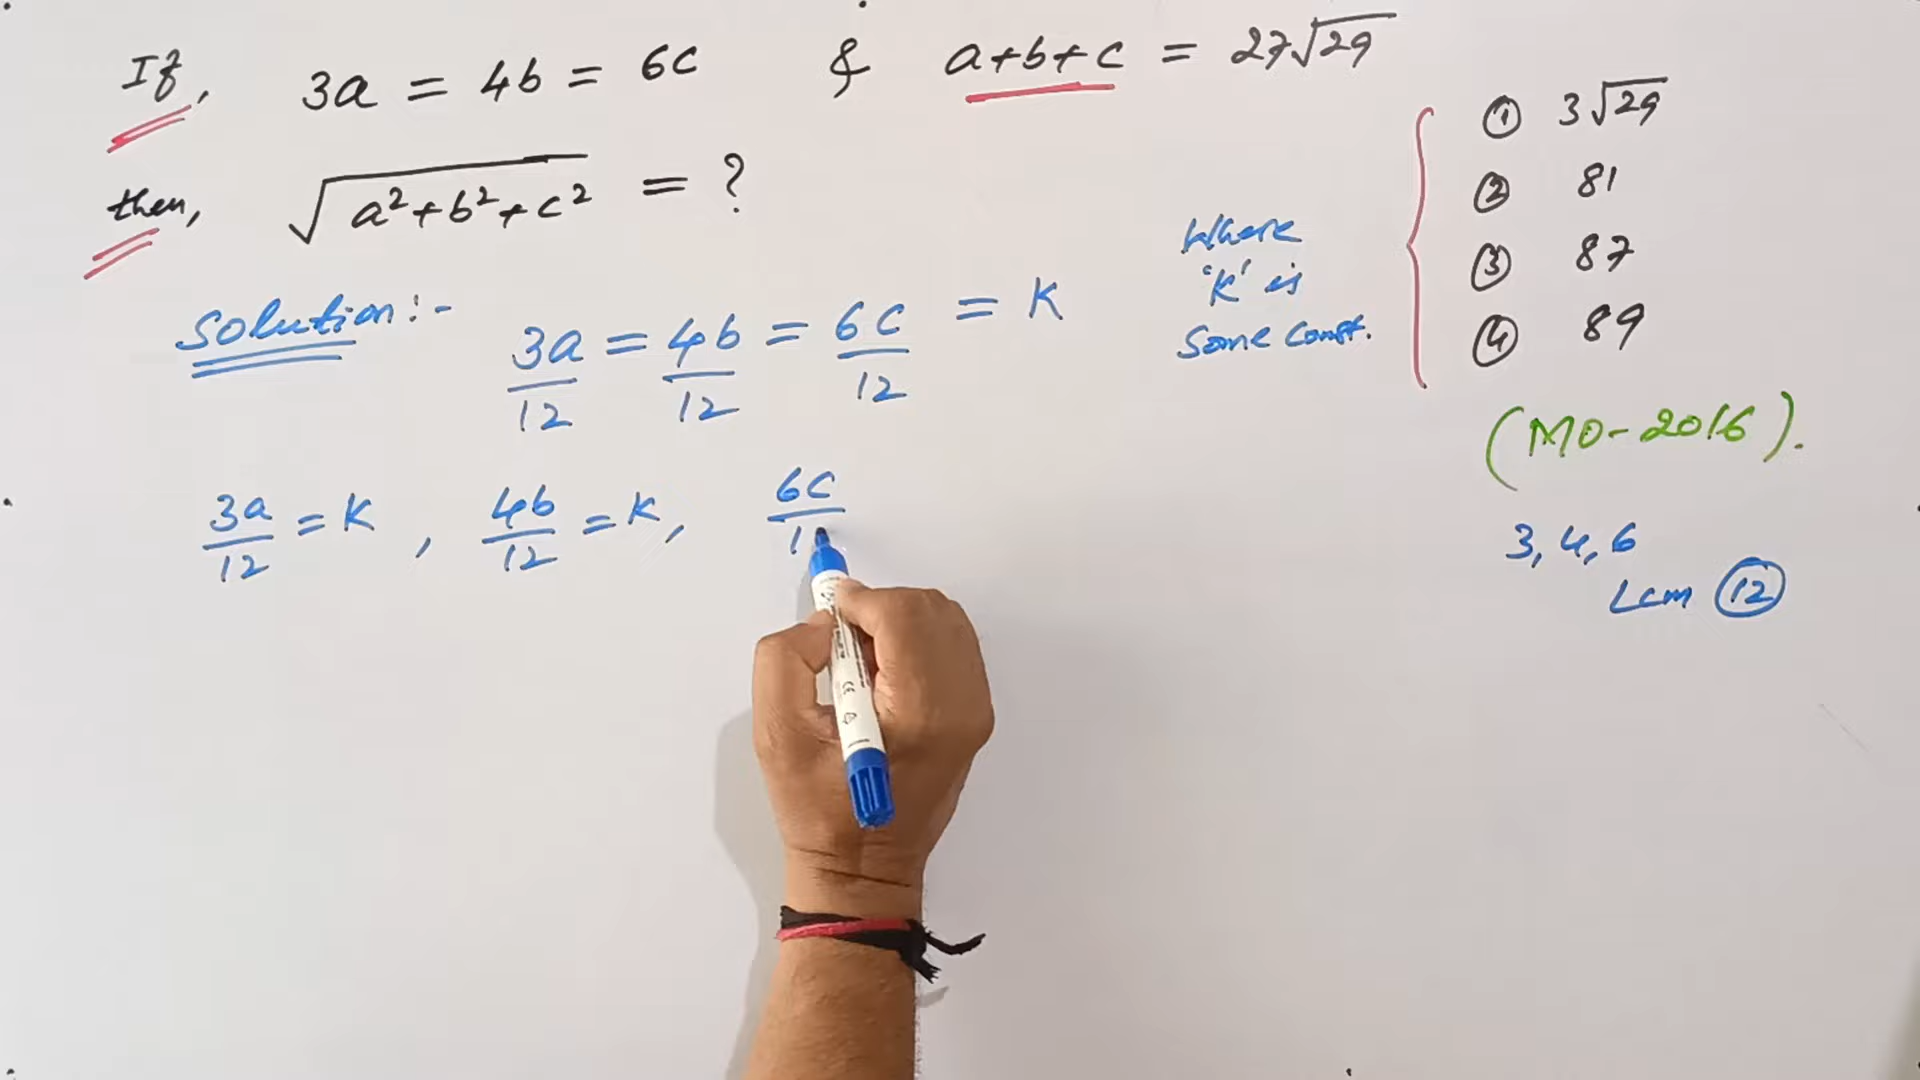 If, 3a = 4b = 6c & a+b+c = 27√29
then, √(a²+b²+c²) = ?
① 3√29
② 81
③ 87
④ 89
(MO-2016).
Solution:- 3a/12 = 4b/12 = 6c/12 = K
Where
'K' is
Some Const.
3a/12 = K, 4b/12 = K, 6c/1
3, 4, 6
Lcm ⑫